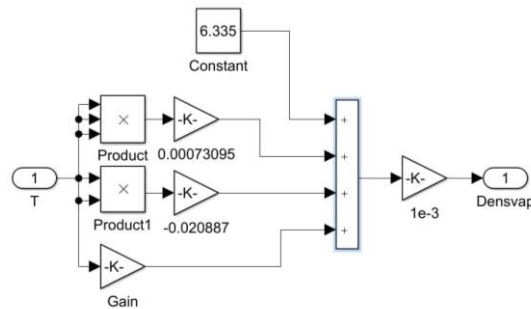 6.335
Constant
×
-K-
Product
0.00073095
1
T
×
-K-
Product1
-0.020887
-K-
Gain
+
+
+
+
-K-
1e-3
1
Densvap